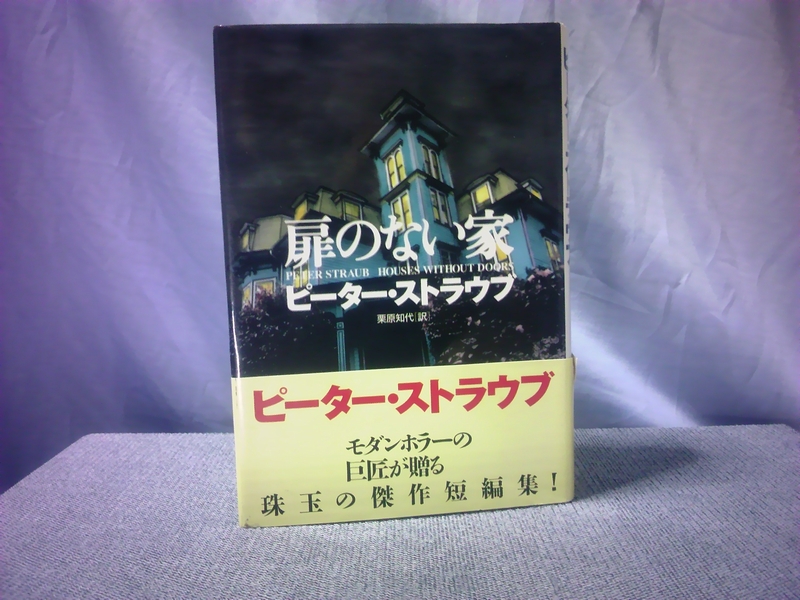 扉のない家
PETER STRAUB HOUSES WITHOUT DOORS
ピーター・ストラウブ
栗原知代[訳]
ピーター・ストラウブ
モダンホラーの
巨匠が贈る
珠玉の傑作短編集!